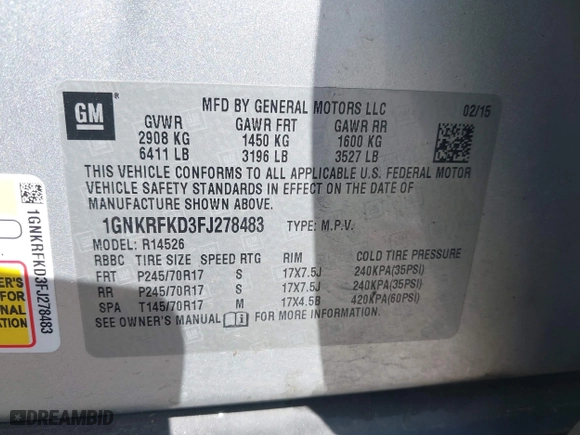 GM
®
MFD BY GENERAL MOTORS LLC
02/15
GVWR GAWR FRT GAWR RR
2908 KG 1450 KG 1600 KG
6411 LB 3196 LB 3527 LB
THIS VEHICLE CONFORMS TO ALL APPLICABLE U.S. FEDERAL MOTOR
VEHICLE SAFETY STANDARDS IN EFFECT ON THE DATE OF
MANUFACTURE SHOWN ABOVE.
1GNKRFKD3FJ278483 TYPE: M.P.V.
MODEL: R14526
RBBC TIRE SIZE SPEED RTG RIM COLD TIRE PRESSURE
FRT P245/70R17 S 17X7.5J 240KPA(35PSI)
RR P245/70R17 S 17X7.5J 240KPA(35PSI)
SPA T145/70R17 M 17X4.5B 420KPA(60PSI)
SEE OWNER'S MANUAL i FOR MORE INFORMATION.
1GNKRFKD3FJ278483
NER'S
FOR
NAL
TION
DREAMBID